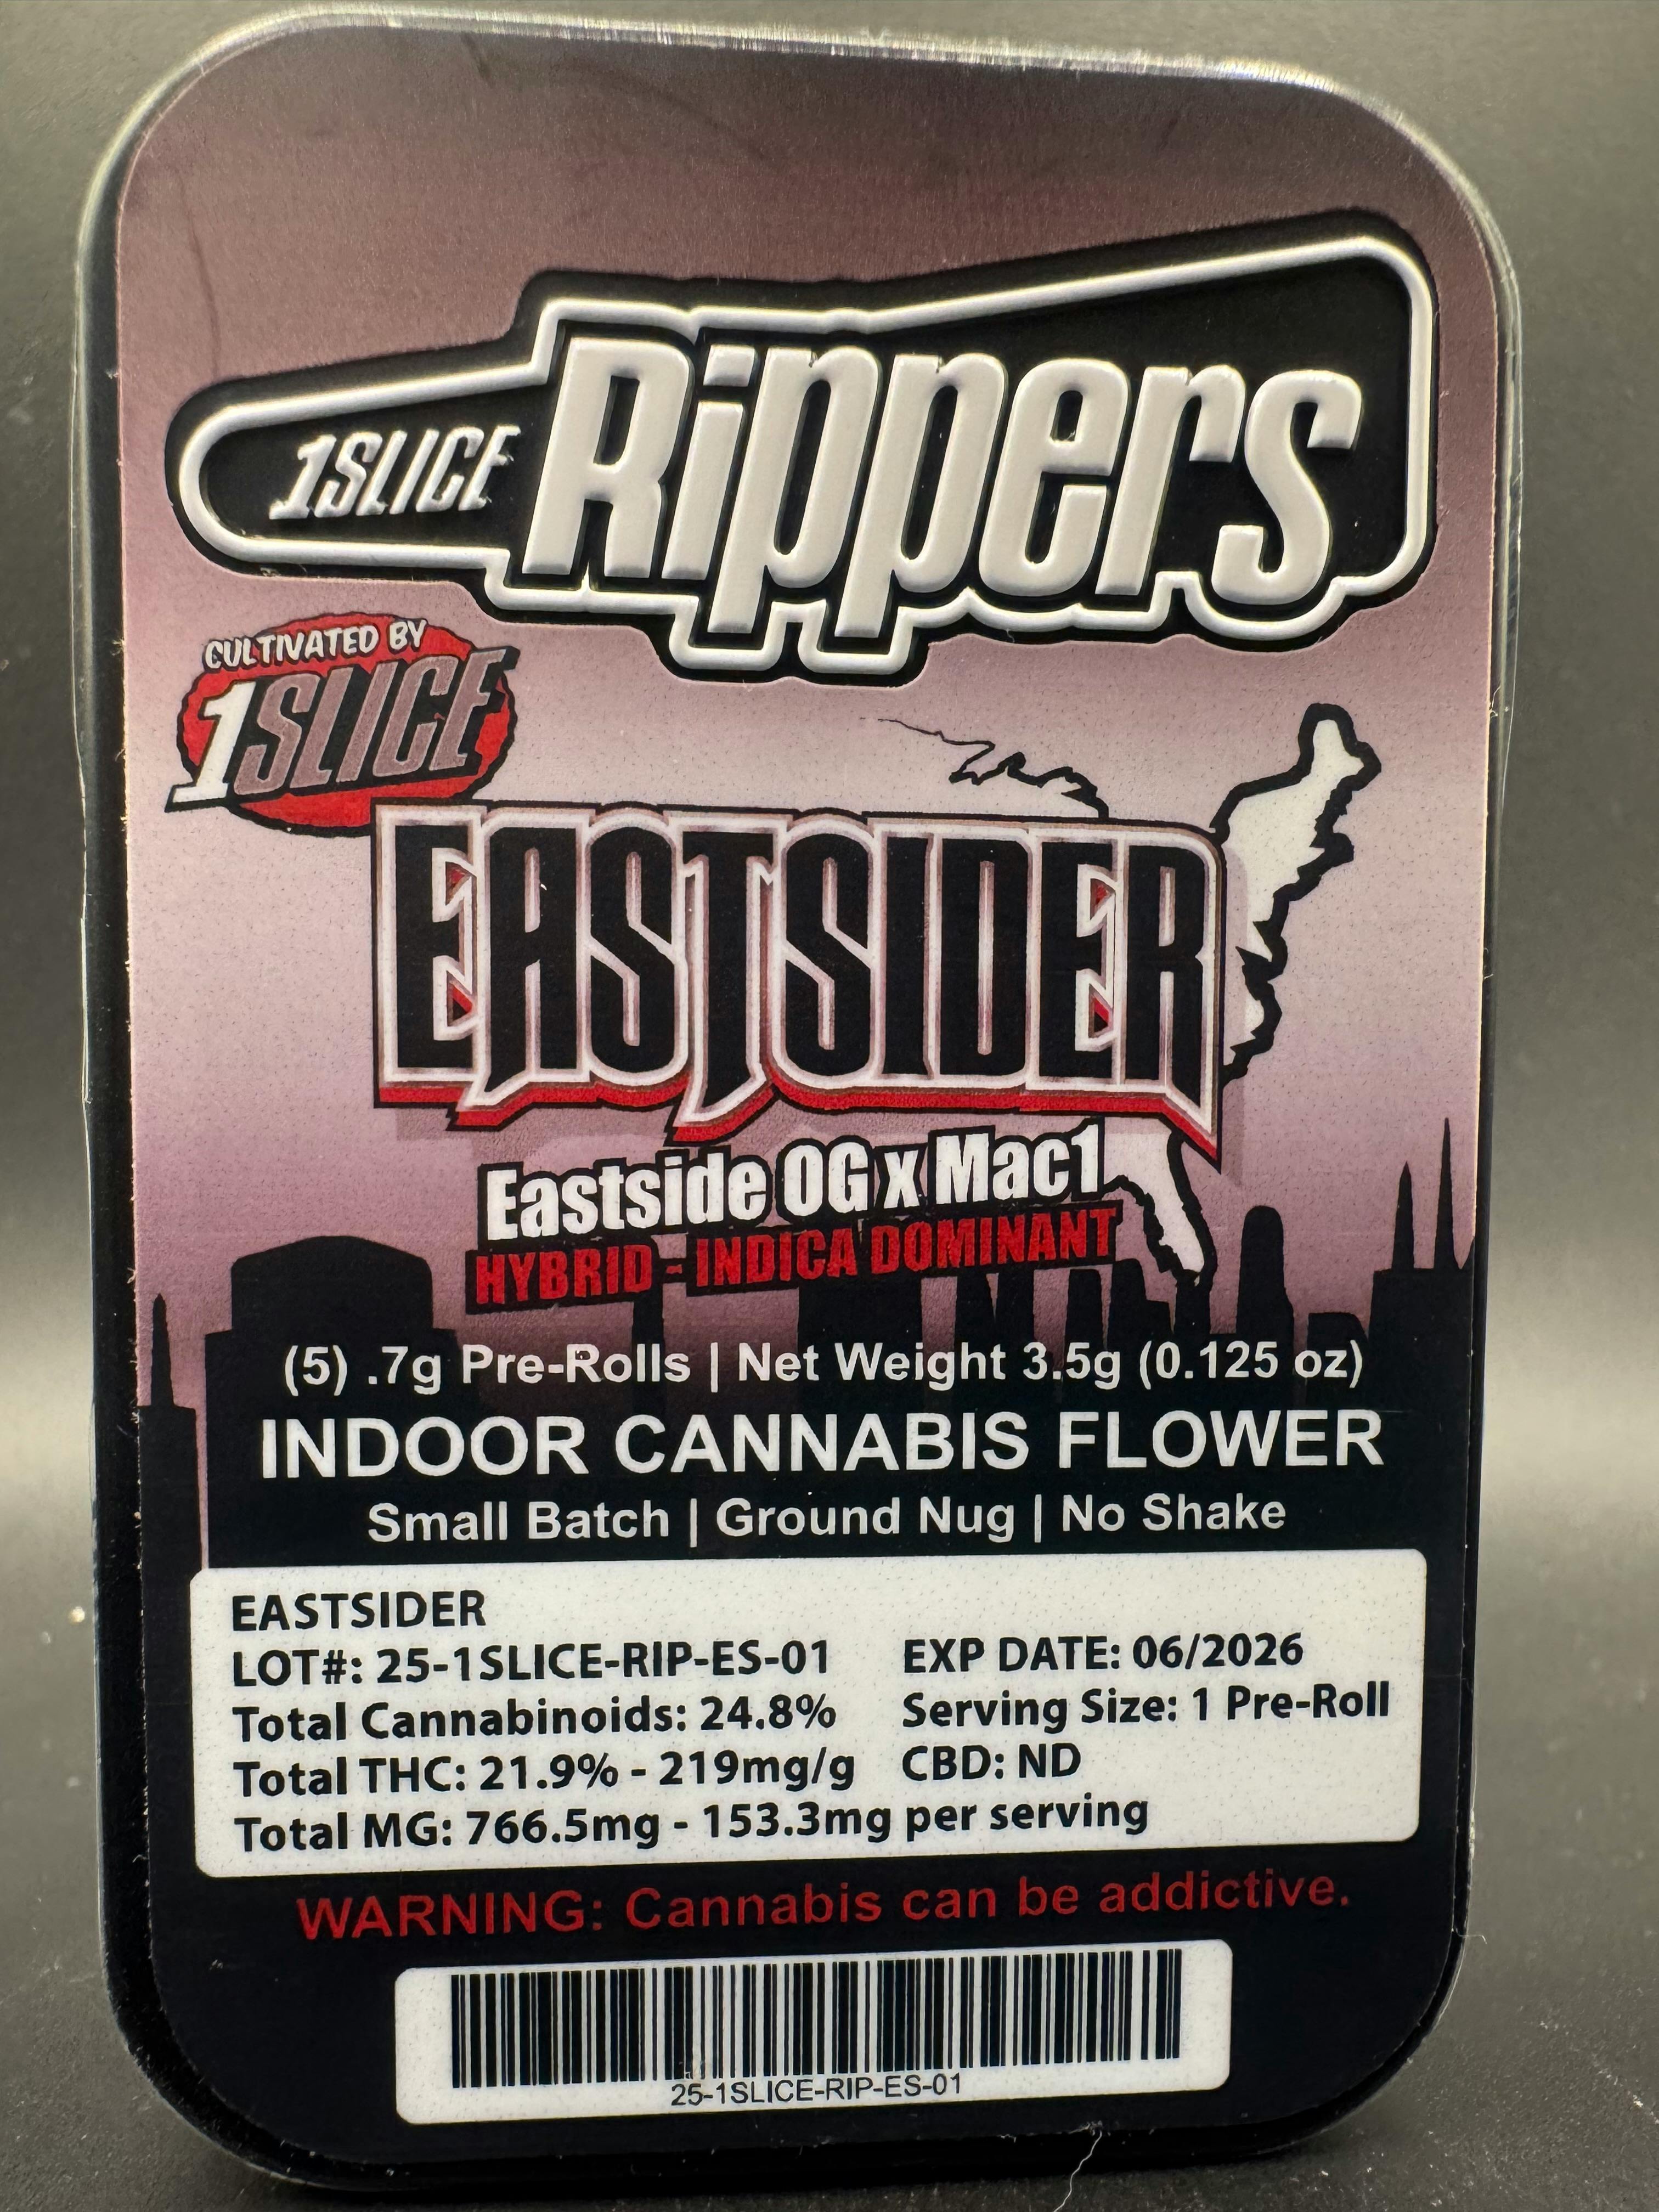 1SLICE Rippers
CULTIVATED BY
1SLICE
EASTSIDER
Eastside OG x Mac1
HYBRID - INDICA DOMINANT
(5) .7g Pre-Rolls | Net Weight 3.5g (0.125 oz)
INDOOR CANNABIS FLOWER
Small Batch | Ground Nug | No Shake
EASTSIDER
LOT#: 25-1SLICE-RIP-ES-01 EXP DATE: 06/2026
Total Cannabinoids: 24.8% Serving Size: 1 Pre-Roll
Total THC: 21.9% - 219mg/g CBD: ND
Total MG: 766.5mg - 153.3mg per serving
WARNING: Cannabis can be addictive.
25-1SLICE-RIP-ES-01